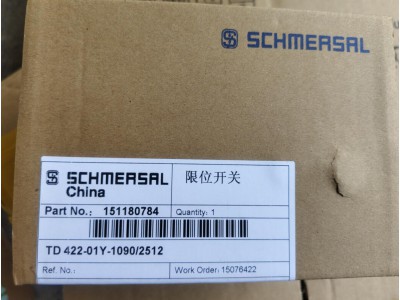 SCHMERSAL
SCHMERSAL
China
限位开关
Part No.: 151180784
Quantity: 1
TD 422-01Y-1090/2512
Ref. No.:
Work Order: 15076422